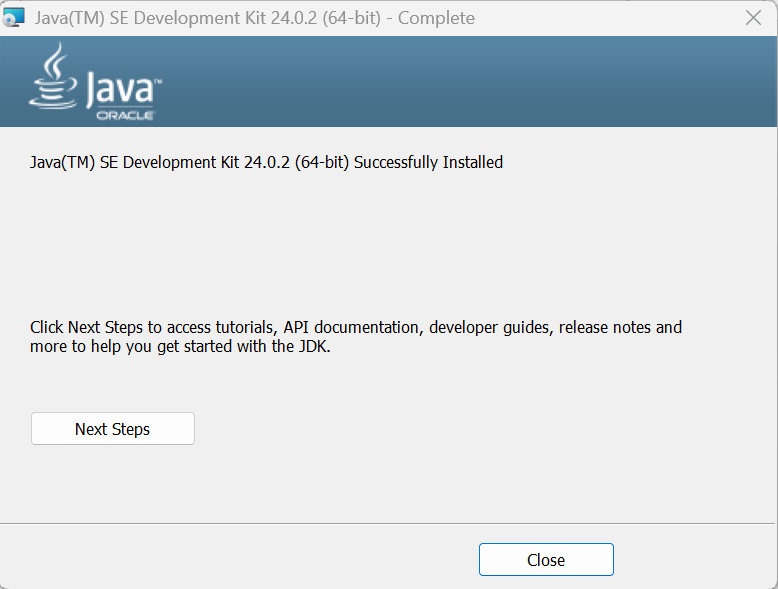 Java(TM) SE Development Kit 24.0.2 (64-bit) - Complete
Java™
ORACLE
Java(TM) SE Development Kit 24.0.2 (64-bit) Successfully Installed
Click Next Steps to access tutorials, API documentation, developer guides, release notes and
more to help you get started with the JDK.
Next Steps
Close